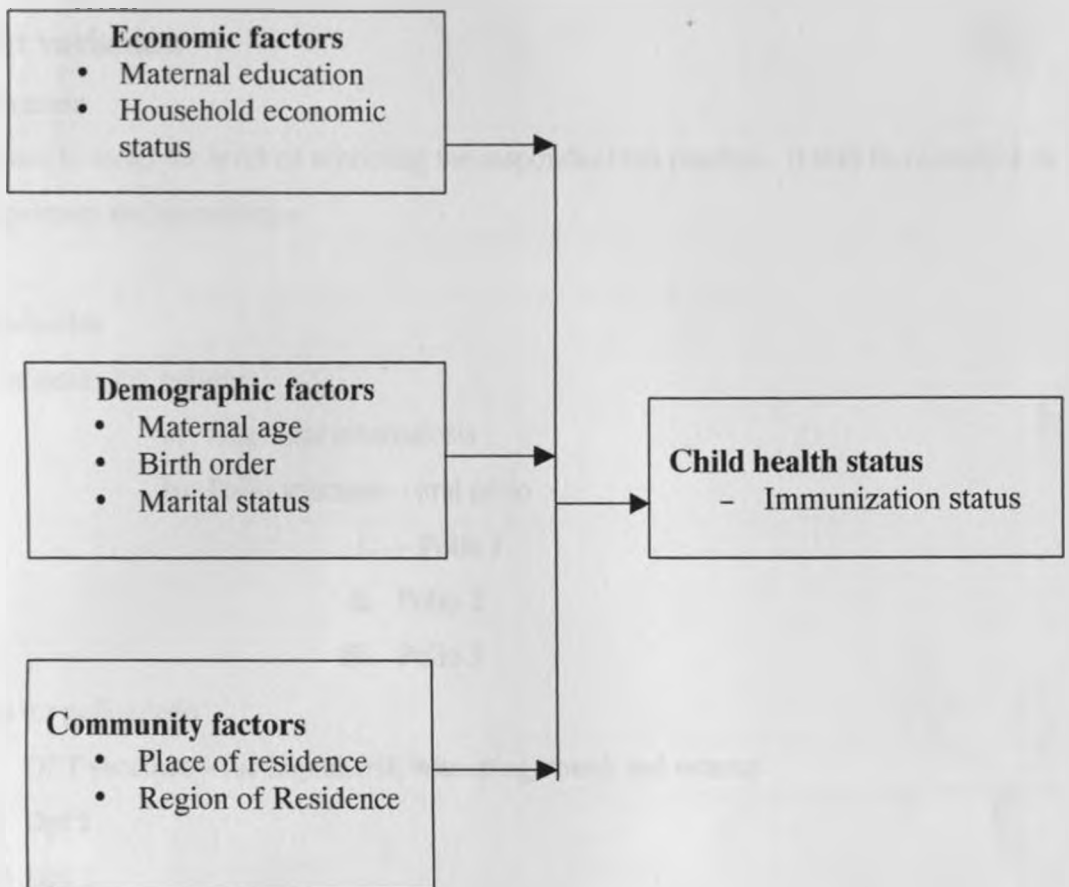 Economic factors
• Maternal education
• Household economic
status
Demographic factors
• Maternal age
• Birth order
• Marital status
Child health status
- Immunization status
Community factors
• Place of residence
• Region of Residence